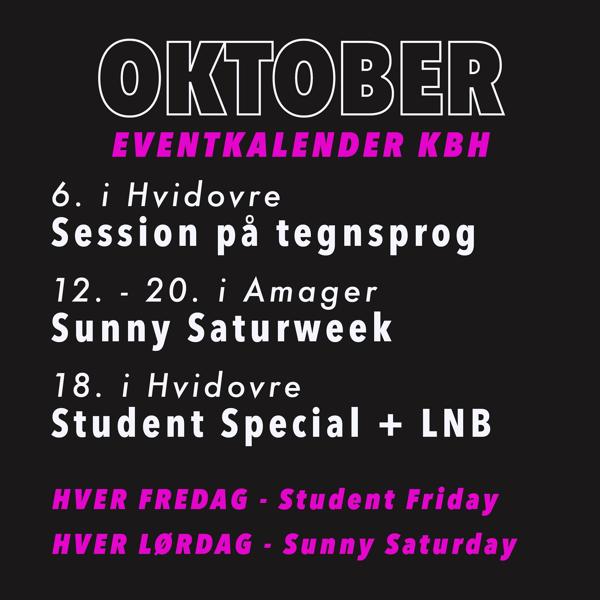 OKTOBER
EVENTKALENDER KBH
6. i Hvidovre
Session på tegnsprog
12. - 20. i Amager
Sunny Saturweek
18. i Hvidovre
Student Special + LNB
HVER FREDAG - Student Friday
HVER LØRDAG - Sunny Saturday